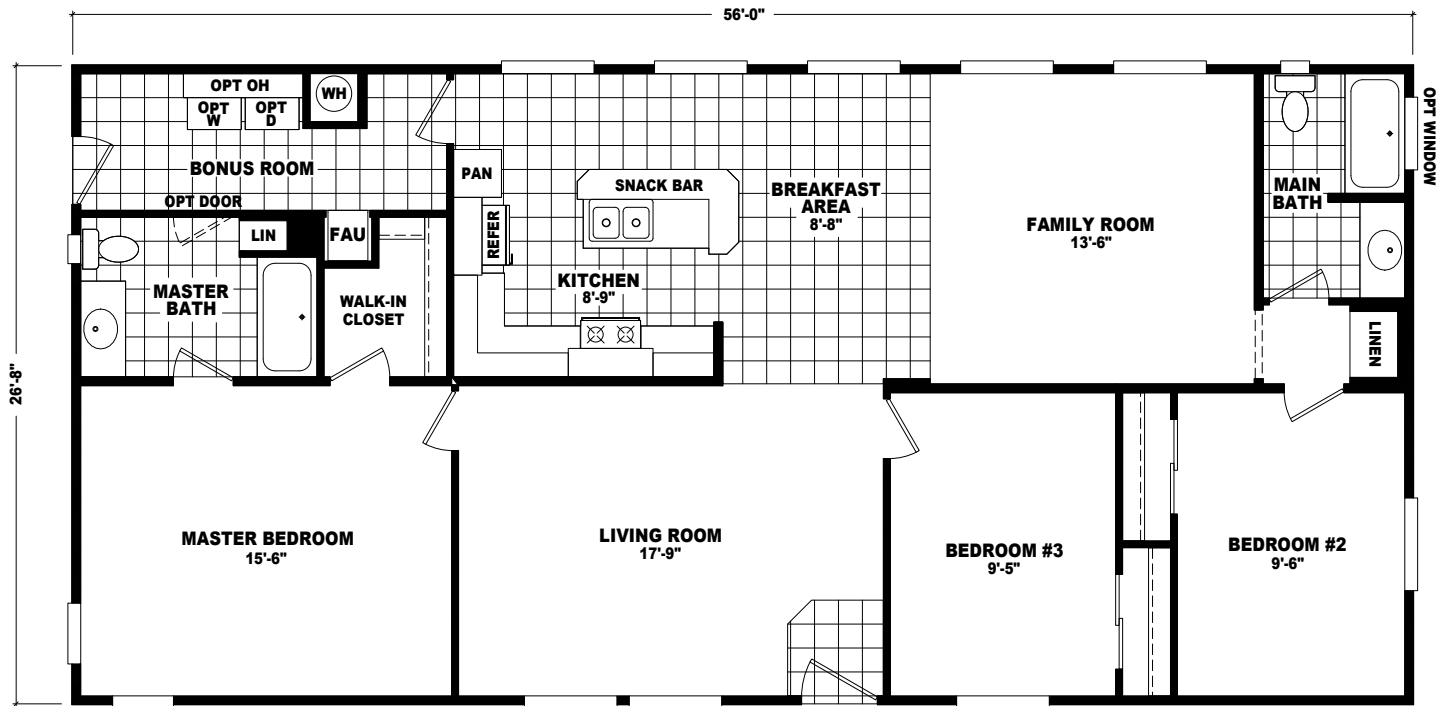 56'-0"
OPT OH
WH
OPT
W
OPT
D
BONUS ROOM
OPT DOOR
PAN
SNACK BAR
BREAKFAST
AREA
8'-8"
MAIN
BATH
OPT WINDOW
FAMILY ROOM
13'-6"
LIN
FAU
REFER
KITCHEN
8'-9"
MASTER
BATH
WALK-IN
CLOSET
LINEN
26'-8"
MASTER BEDROOM
15'-6"
LIVING ROOM
17'-9"
BEDROOM #3
9'-5"
BEDROOM #2
9'-6"